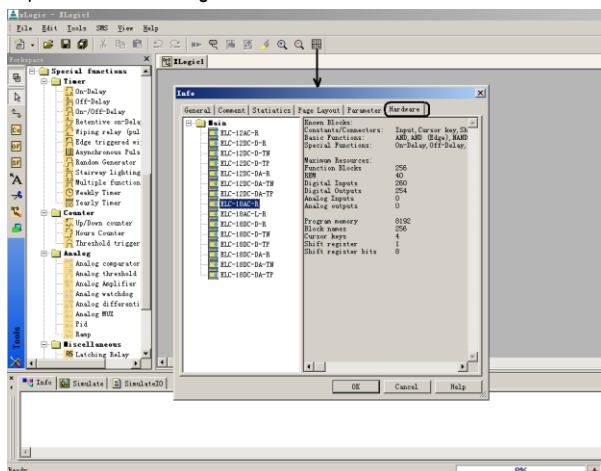 xLogic - ELogic1
File Edit Tools SMS View Help
ELogic1
Special functions
Timer
On-Delay
Off-Delay
On-/Off-Delay
Retentive on-Dela
Wiping relay (pul
Edge triggered wi
Asynchronous Puls
Random Generator
Stairway lighting
Multiple function
Weekly Timer
Yearly Timer
Counter
Up/Down counter
Hours Counter
Threshold trigger
Analog
Analog comparator
Analog threshold
Analog Amplifier
Analog watchdog
Analog differenti
Analog MUX
Pid
Ramp
Miscellaneous
Latching Relay
Tools
Info
General Comment Statistics Page Layout Parameter Hardware
Main
ELC-12AC-R
ELC-12DC-D-R
ELC-12DC-D-TN
ELC-12DC-D-TP
ELC-12DC-DA-R
ELC-12DC-DA-TN
ELC-12DC-DA-TP
ELC-18AC-R
ELC-18AC-L-R
ELC-18DC-D-R
ELC-18DC-D-TN
ELC-18DC-D-TP
ELC-18DC-DA-R
ELC-18DC-DA-TN
ELC-18DC-DA-TP
Known Blocks:
Constants/Connectors: Input,Cursor key,Sh
Basic Functions: AND,AND (Edge),NAND
Special Functions: On-Delay,Off-Delay,
Maximum Resources:
Function Blocks 256
REM 40
Digital Inputs 260
Digital Outputs 254
Analog Inputs 0
Analog outputs 0
Program memory 8192
Block names 256
Cursor keys 4
Shift register 1
Shift register bits 8
OK Cancel Help
Info Simulate SimulateIO
Ready 0%